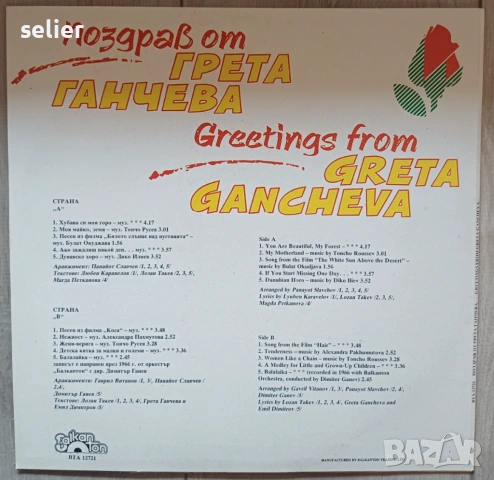 selier
Поздрав от
ГРЕТА
ГАНЧЕВА
Greetings from
GRETA
GANCHEVA
СТРАНА
„А"
1. Хубава си моя горо – муз. * * * 4.17
2. Моя майко, земя – муз. Тончо Русев 3.01
3. Песен из филма „Бялото слънце над пустинята" –
муз. Булат Окуджава 1.56
4. Ако закъсняваш някой ден. . . * * * 3.57
5. Дунавско хоро – муз. Дико Илиев 3.52
Аранжимент: Панайот Славчев /1, 2, 3, 4, 5/
Текстове: Любен Каравелов /1/, Лозан Такев /2, 3, 5/,
Магда Петканова /4/
Side A
1. You Are Beautiful, My Forest – * * * 4.17
2. My Motherland – music by Toncho Roussev 3.01
3. Song from the Film "The White Sun Above the Desert" –
music by Bulat Okudjava 1.56
4. If You Start Missing One Day. . . * * * 3.57
5. Danubian Horo – music by Diko Iliev 3.52
Arranged by Panayot Slavchev /1, 2, 3, 4, 5/
Lyrics by Lyuben Karavelov /1/, Lozan Takev /2, 3, 5/,
Magda Petkanova /4/
СТРАНА
„В"
1. Песен из филма „Коса" – * * * 3.48
2. Нежност – муз. Александра Пахмутова 2.52
3. Жени-верига – муз. Тончо Русев 3.28
4. Детска китка за малки и големи – * * * 3.36
5. Балалайка – муз. * * * 2.45
записът е направен през 1966 г. от оркестър
„Балкантон" с дир. Димитър Ганев
Аранжимент: Гаврил Витанов /1, 3/, Панайот Славчев /
2, 4/,
Димитър Ганев /5/
Текстове: Лозан Такев /1, 2, 3, 4/, Грета Ганчева и
Емил Димитров /5/
Side B
1. Song from the Film "Hair" – * * * 3.48
2. Tenderness – music by Alexandra Pakhamutova 2.52
3. Women Like a Chain – music by Toncho Roussev 3.28
4. A Medley for Little and Grown-Up Children – * * * 3.36
5. Balalaika – * * * (recorded in 1966 with Balkanton
Orchestra, conducted by Dimiter Ganev) 2.45
Arranged by Gavril Vitanov /1, 3/, Panayot Slavchev /2, 4/,
Dimiter Ganev /5/
Lyrics by Lozan Takev /1, 2, 3, 4/, Greta Gancheva and
Emil Dimitrov /5/
balkan
ton
ВТА 12721
BAZAR